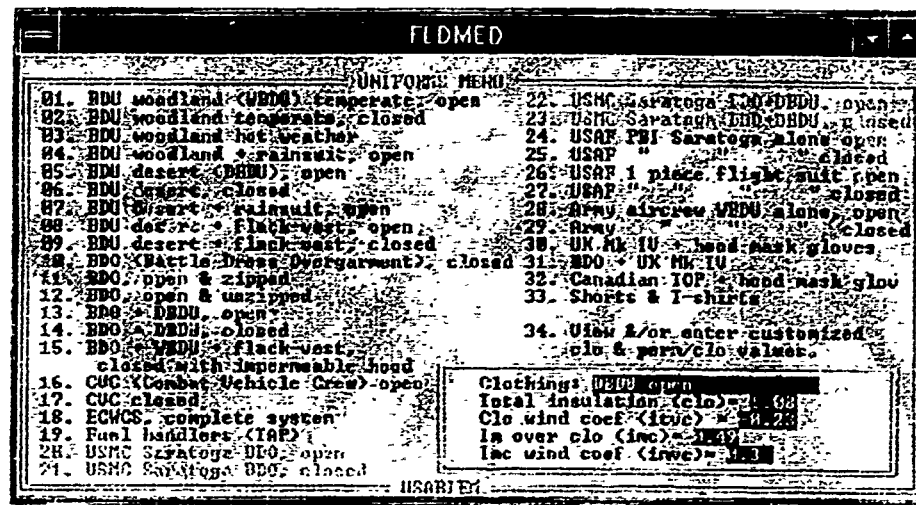 FLDMED
UNIFORMS MENU
01. BDU woodland (WBDU) temperate, open
02. BDU woodland temperate, closed
03. BDU woodland hot weather
04. BDU woodland + rainsuit, open
05. BDU desert (DBDU), open
06. BDU desert, closed
07. BDU desert + rainsuit, open
08. BDU desert + flack vest, open
09. BDU desert + flack vest, closed
10. BDO (Battle Dress Overgarment), closed
11. BDO, open & zipped
12. BDO, open & unzipped
13. BDO + DBDU, open
14. BDO + DBDU, closed
15. BDO + WBDU + flack vest,
closed with impermeable hood
16. CVC (Combat Vehicle Crew) open
17. CVC closed
18. ECWCS, complete system
19. Fuel handlers (TAP)
20. USMC Saratoga BDO, open
21. USMC Saratoga BDO, closed
22. USMC Saratoga open
23. USMC Saratoga closed
24. USAF PBI Saratoga alone open
25. USAF " " " closed
26. USAF 1 piece flight suit open
27. USAF " " " " closed
28. Army aircrew WBDU alone, open
29. Army " " " closed
30. UK Mk IV + hood mask gloves
31. BDO + UK Mk IV
32. Canadian TOP + hood mask glov
33. Shorts & T-shirts
34. View &/or enter customized
clo & perm/clo values.
Clothing: DBDU open
Total insulation (clo)=
Clo wind coef (itvc) =
Im over clo (imc)=
Imc wind coef (imvc)=